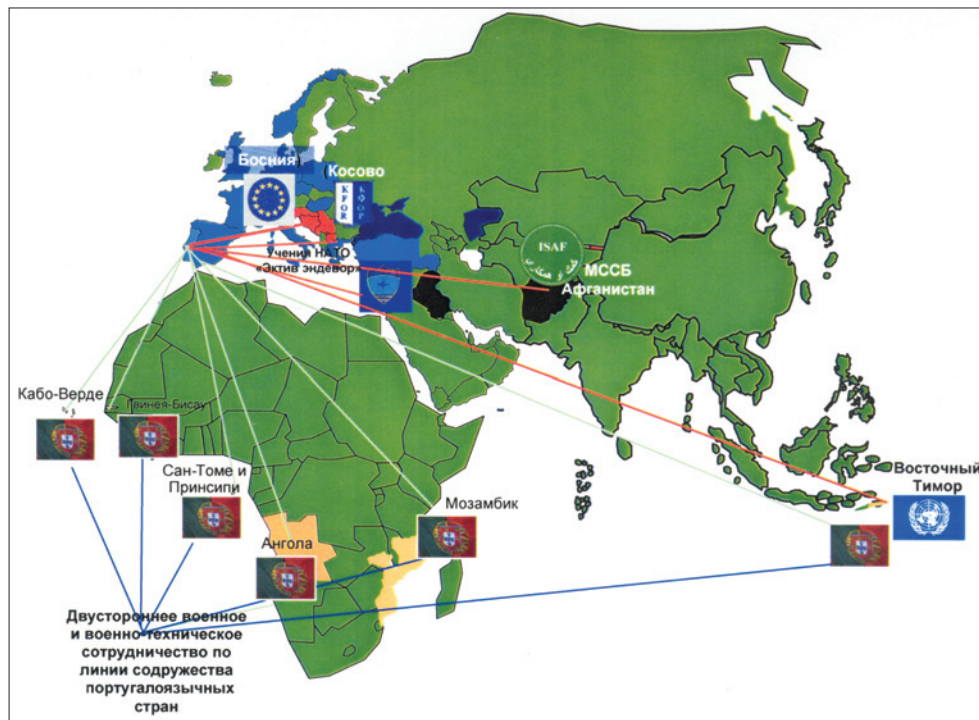 Босния
Косово
KFOR
КФОР
Учения НАТО
«Эктив эндевор»
ISAF
МССБ
Афганистан
Кабо-Верде
Гвинея-Бисау
Сан-Томе и
Принсипи
Ангола
Мозамбик
Восточный
Тимор
Двустороннее военное
и военно-техническое
сотрудничество по
линии содружества
португалоязычных
стран